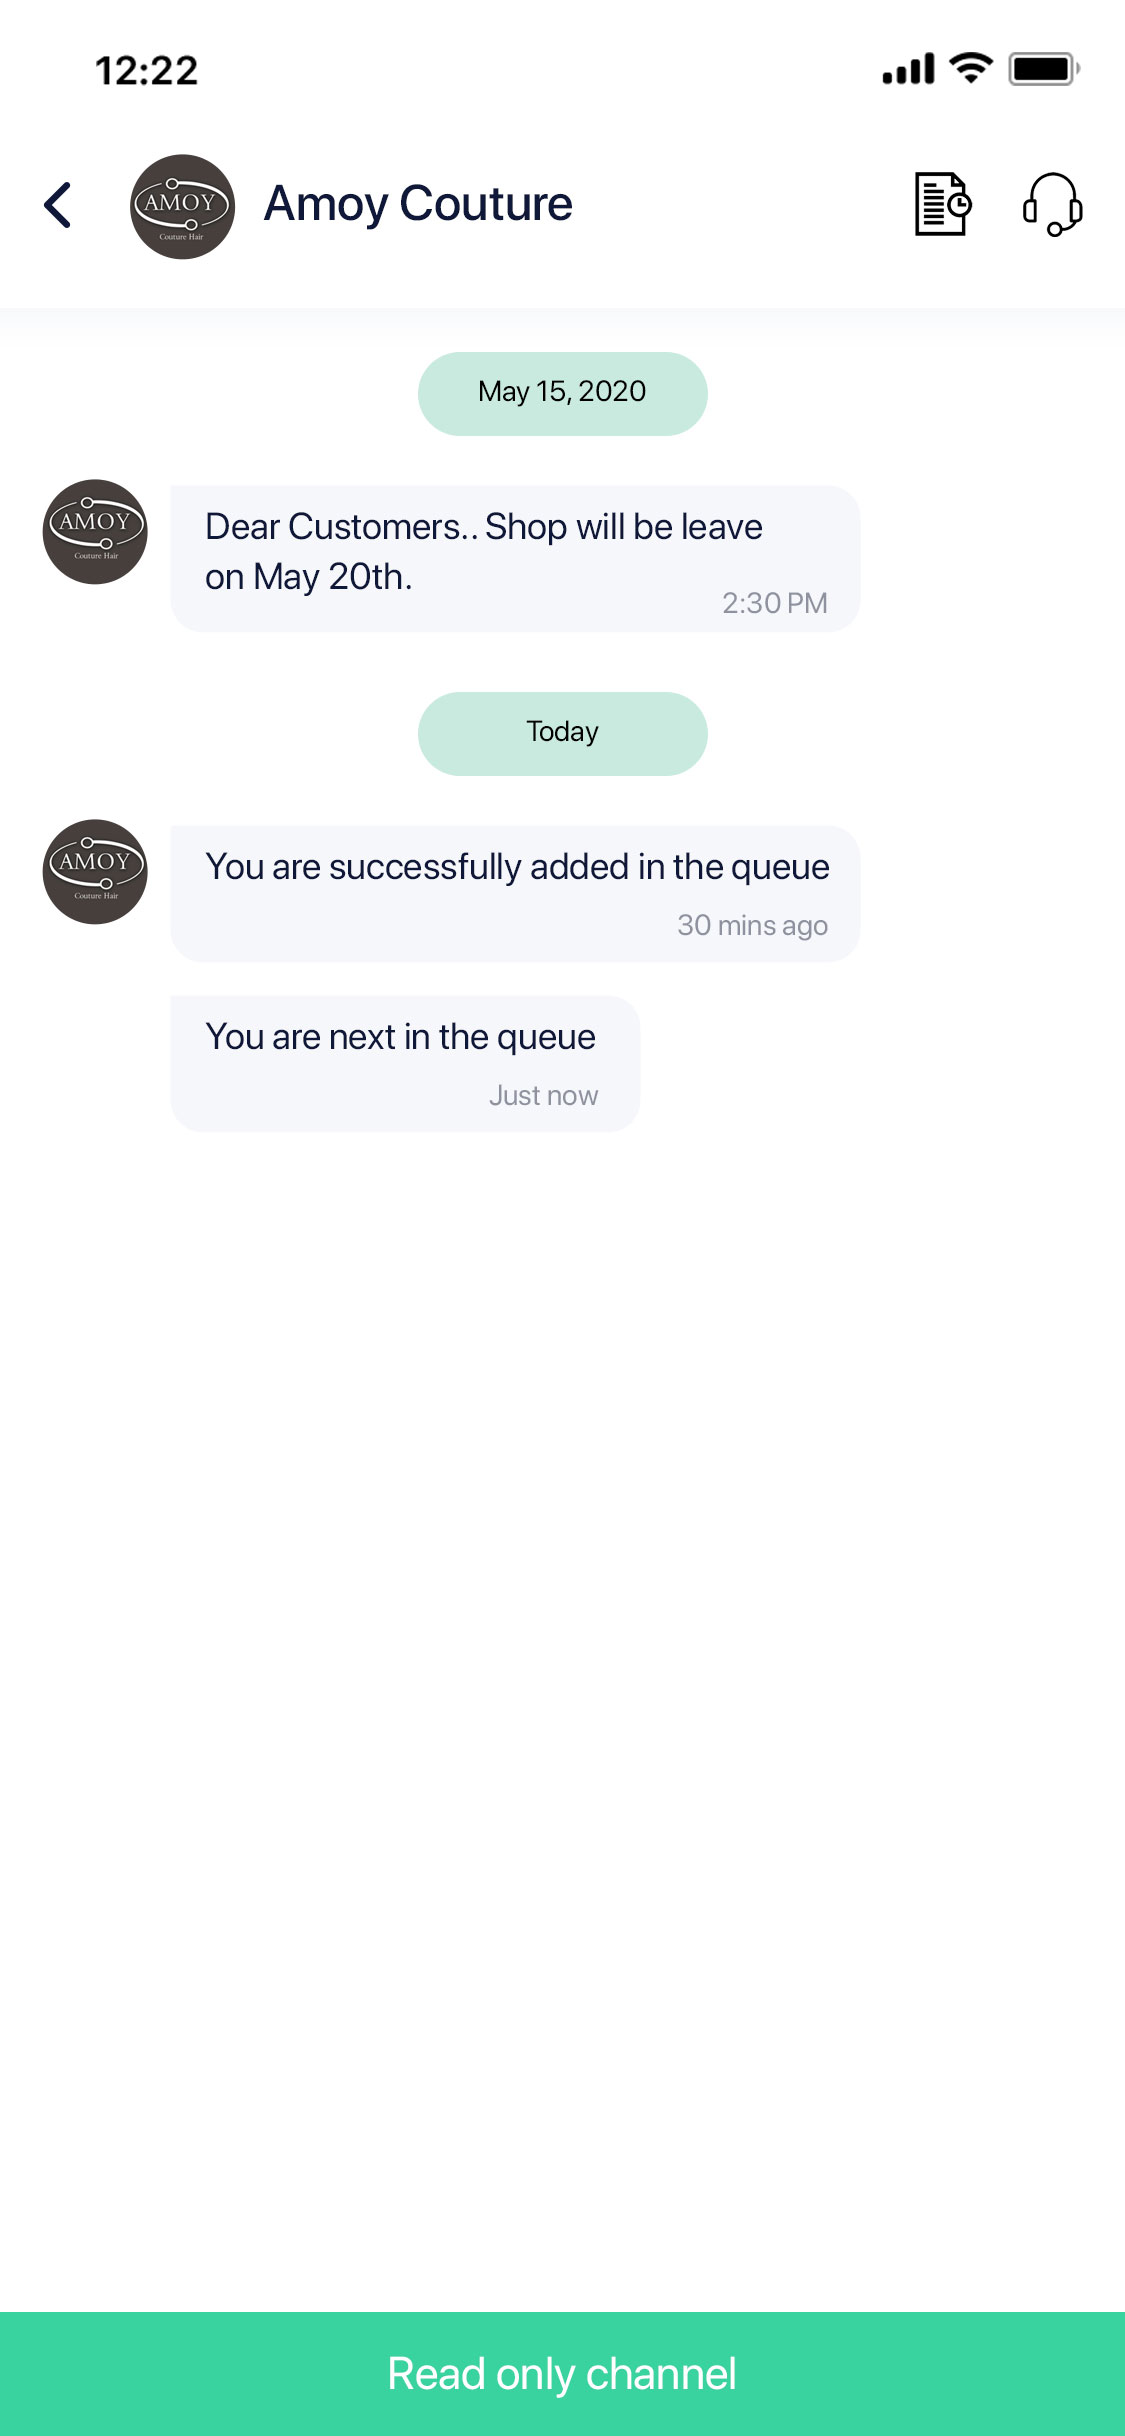 12:22
AMOY
Couture Hair
Amoy Couture
May 15, 2020
AMOY
Couture Hair
Dear Customers.. Shop will be leave
on May 20th.
2:30 PM
Today
AMOY
Couture Hair
You are successfully added in the queue
30 mins ago
You are next in the queue
Just now
Read only channel